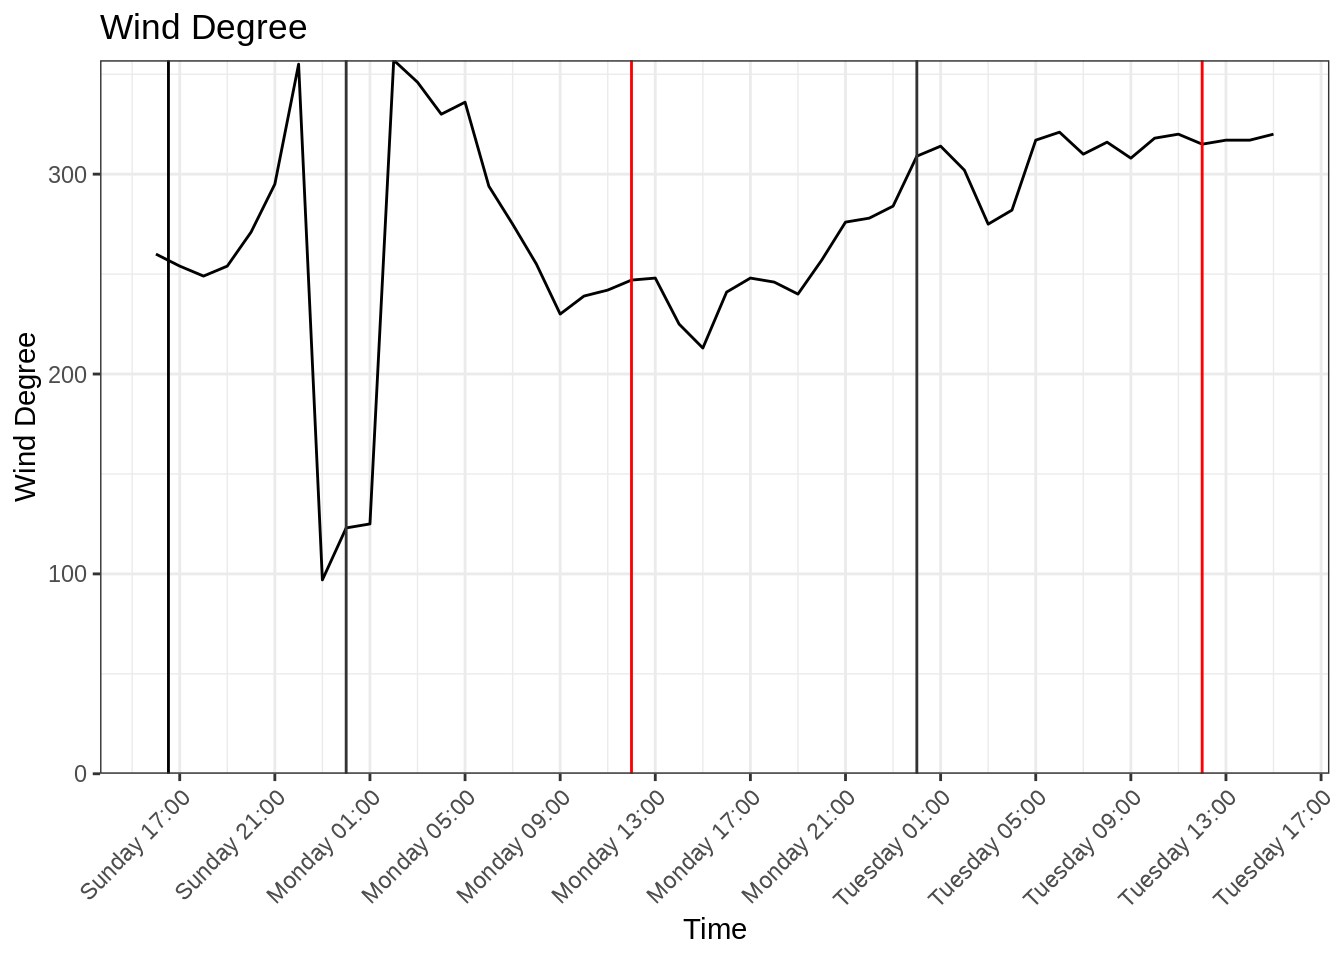 Wind Degree
Wind Degree
300
200
100
0
Sunday 17:00
Sunday 21:00
Monday 01:00
Monday 05:00
Monday 09:00
Monday 13:00
Monday 17:00
Monday 21:00
Tuesday 01:00
Tuesday 05:00
Tuesday 09:00
Tuesday 13:00
Tuesday 17:00
Time